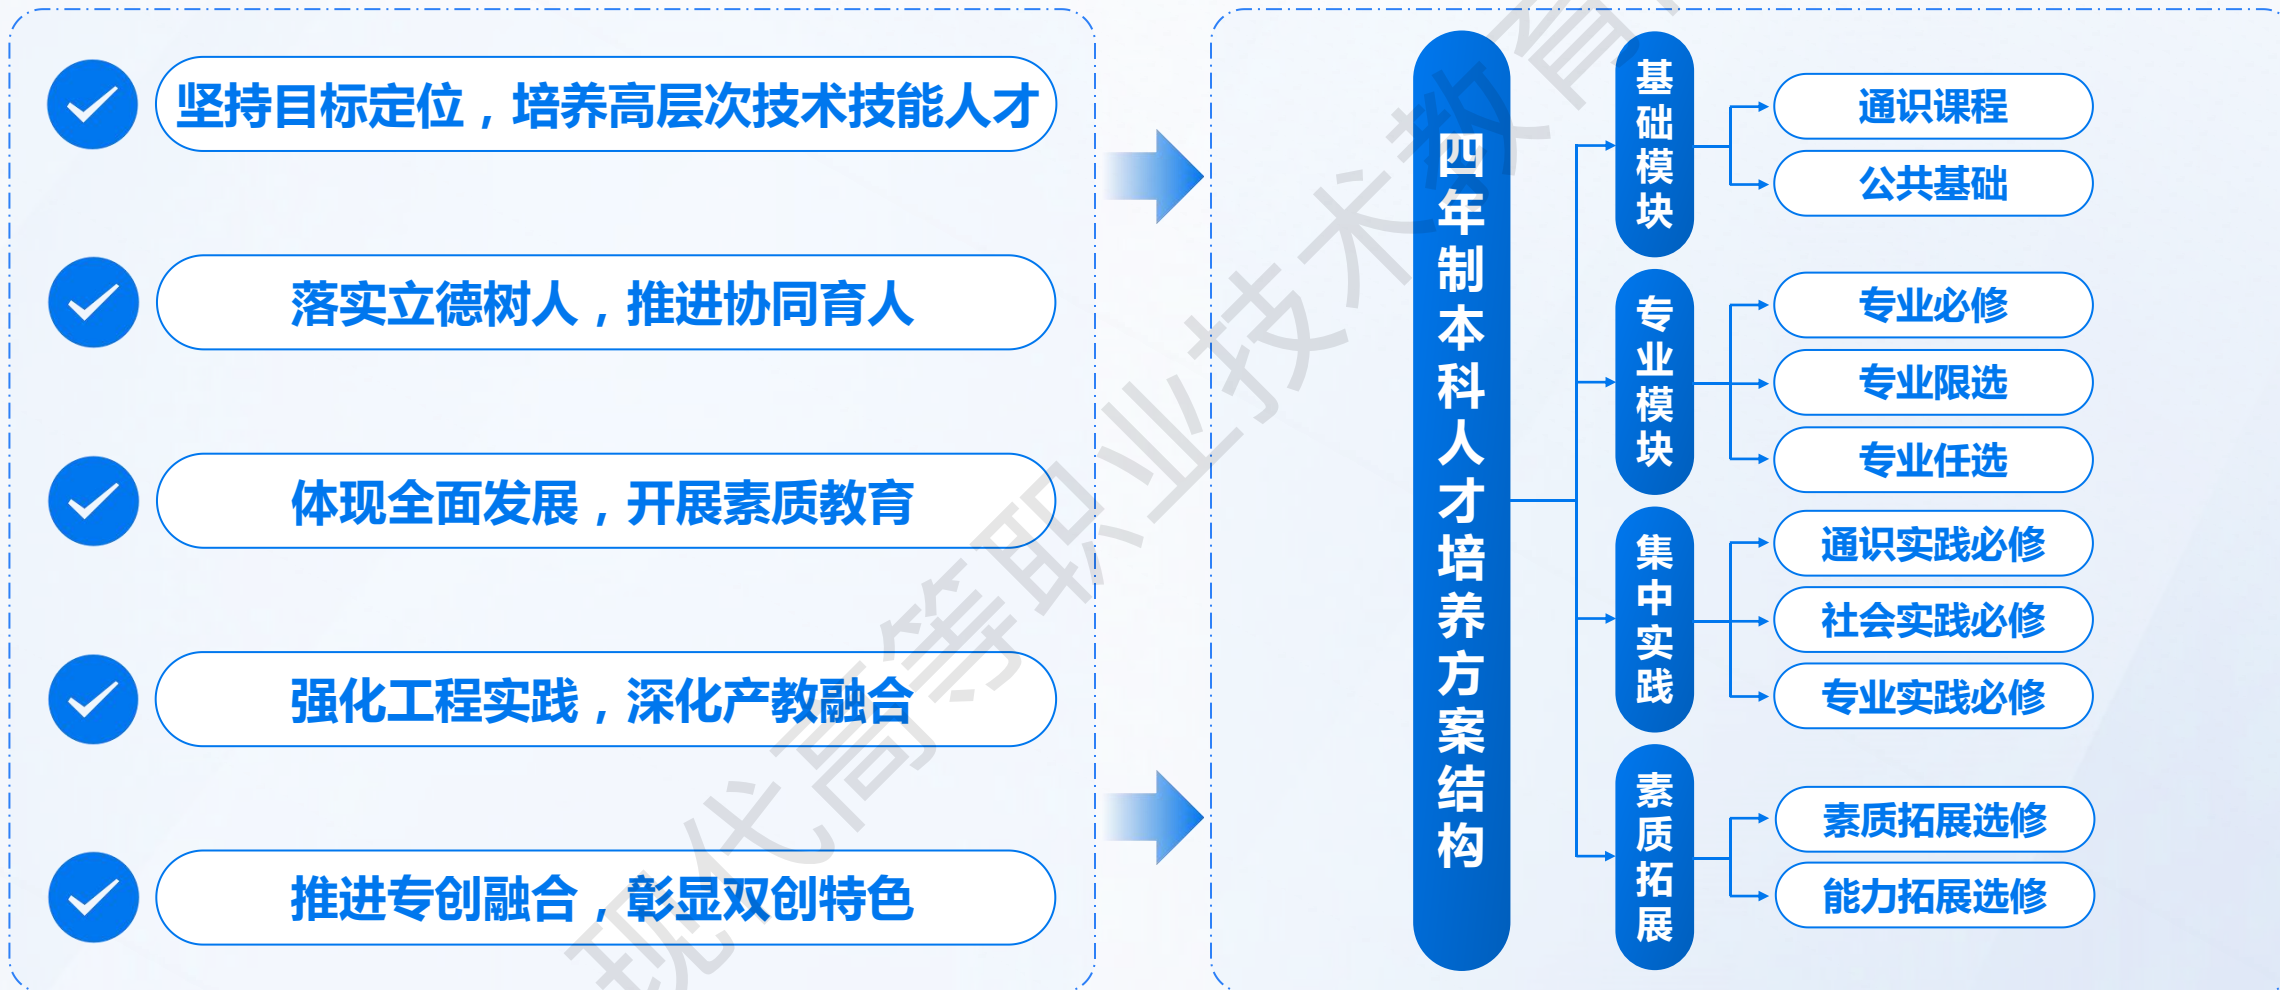 坚持目标定位，培养高层次技术技能人才
落实立德树人，推进协同育人
体现全面发展，开展素质教育
强化工程实践，深化产教融合
推进专创融合，彰显双创特色
四年制本科人才培养方案结构
基础模块
通识课程
公共基础
专业模块
专业必修
专业限选
专业任选
集中实践
通识实践必修
社会实践必修
专业实践必修
素质拓展
素质拓展选修
能力拓展选修
现代高等职业技术教育